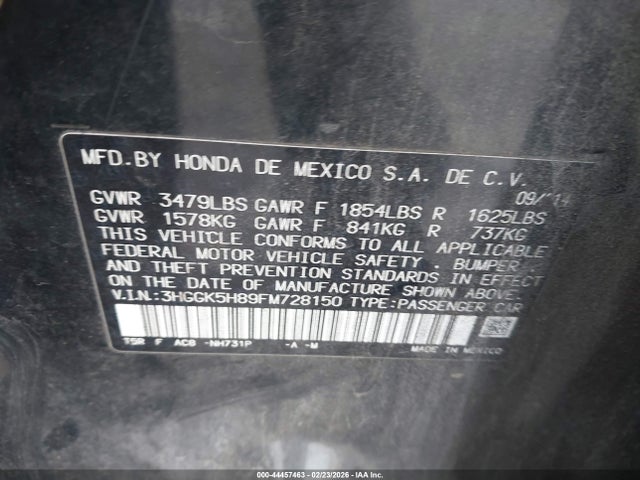 MFD.BY HONDA DE MEXICO S.A. DE C.V.
09/14
GVWR 3479LBS GAWR F 1854LBS R 1625LBS
GVWR 1578KG GAWR F 841KG R 737KG
THIS VEHICLE CONFORMS TO ALL APPLICABLE
FEDERAL MOTOR VEHICLE SAFETY BUMPER
AND THEFT PREVENTION STANDARDS IN EFFECT
ON THE DATE OF MANUFACTURE SHOWN ABOVE
V.I.N.:3HGGK5H89FM728150 TYPE:PASSENGER CAR
T5R F AC8 -NH731P -A -M MADE IN MEXICO
000-44457463 - 02/23/2026 - IAA Inc.